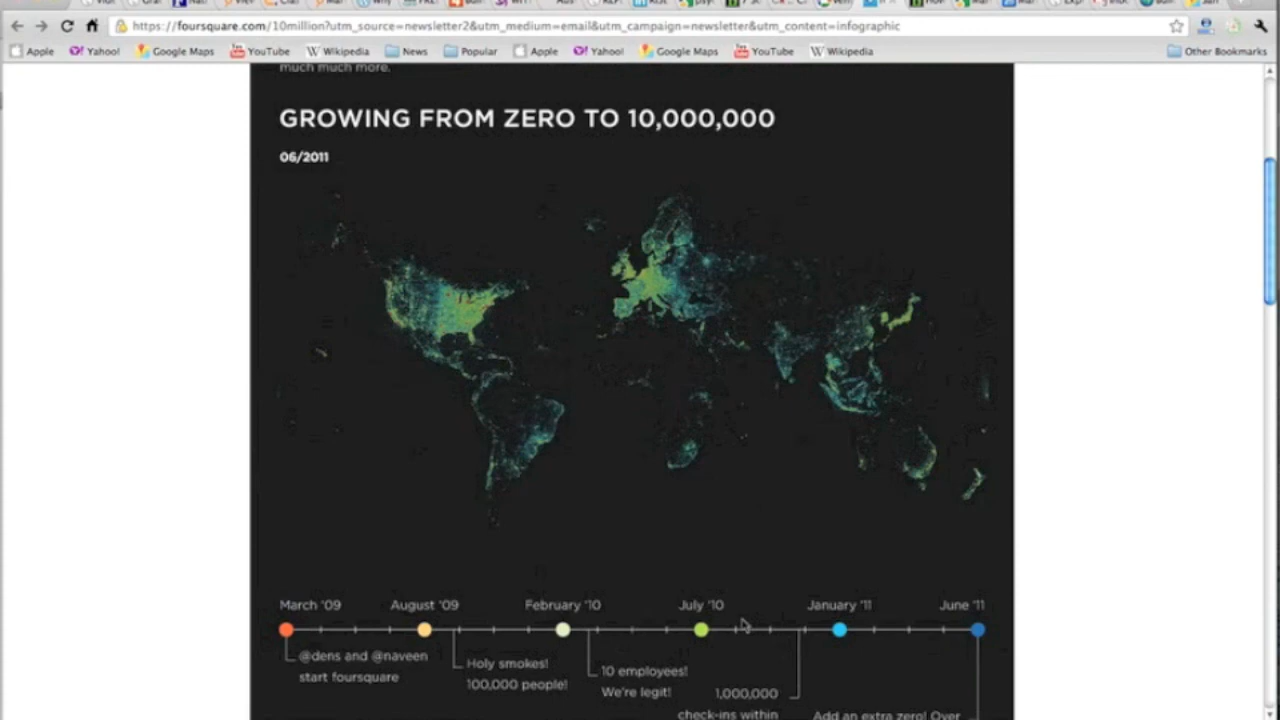 https://foursquare.com/10million?utm_source=newsletter2&utm_medium=email&utm_campaign=newsletter&utm_content=infographic
Apple Yahoo! Google Maps YouTube Wikipedia News Popular Apple Yahoo! Google Maps YouTube Wikipedia Other Bookmarks
much much more.
GROWING FROM ZERO TO 10,000,000
06/2011
March '09 August '09 February '10 July '10 January '11 June '11
@dens and @naveen
start foursquare
Holy smokes!
100,000 people!
10 employees!
We're legit!
1,000,000
check-ins within
Add an extra zero! Over